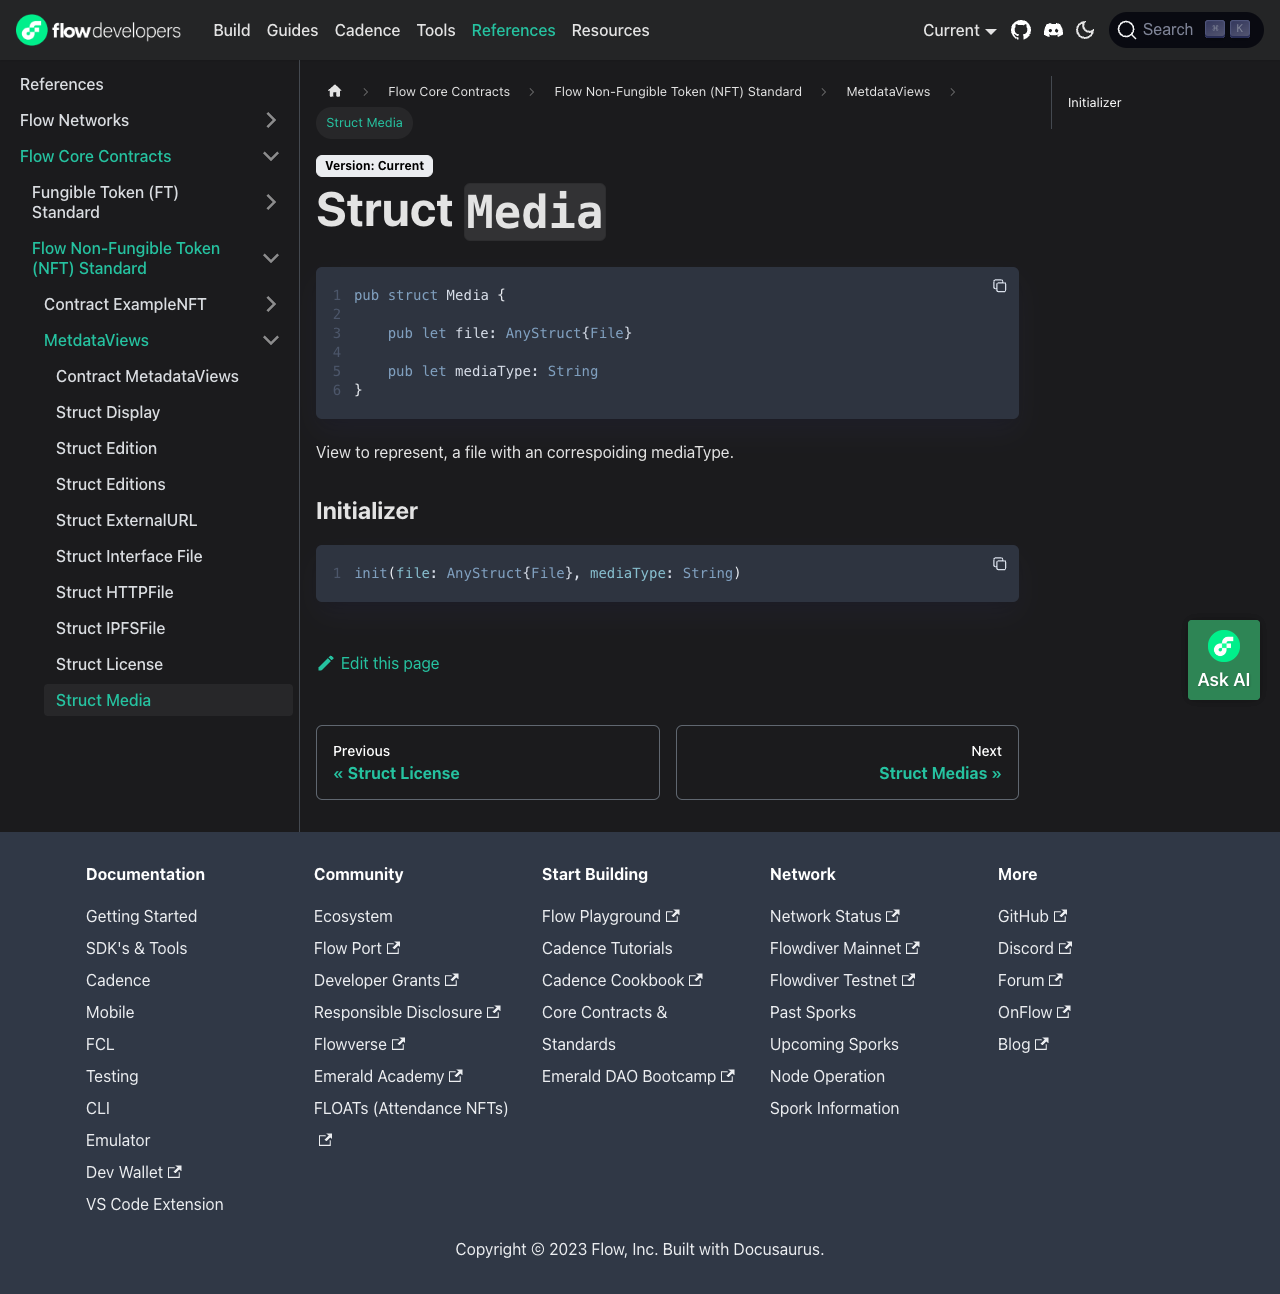 flowdevelopers
Build Guides Cadence Tools References Resources
Current
Search ⌘ K
References
Flow Networks
Flow Core Contracts
Fungible Token (FT)
Standard
Flow Non-Fungible Token
(NFT) Standard
Contract ExampleNFT
MetdataViews
Contract MetadataViews
Struct Display
Struct Edition
Struct Editions
Struct ExternalURL
Struct Interface File
Struct HTTPFile
Struct IPFSFile
Struct License
Struct Media
Flow Core Contracts
Flow Non-Fungible Token (NFT) Standard
MetdataViews
Struct Media
Version: Current
Struct Media
1 pub struct Media {
2
3 pub let file: AnyStruct{File}
4
5 pub let mediaType: String
6 }
View to represent, a file with an correspoiding mediaType.
Initializer
1 init(file: AnyStruct{File}, mediaType: String)
Edit this page
Previous
« Struct License
Next
Struct Medias »
Initializer
Ask AI
Documentation
Getting Started
SDK's & Tools
Cadence
Mobile
FCL
Testing
CLI
Emulator
Dev Wallet
VS Code Extension
Community
Ecosystem
Flow Port
Developer Grants
Responsible Disclosure
Flowverse
Emerald Academy
FLOATs (Attendance NFTs)
Start Building
Flow Playground
Cadence Tutorials
Cadence Cookbook
Core Contracts &
Standards
Emerald DAO Bootcamp
Network
Network Status
Flowdiver Mainnet
Flowdiver Testnet
Past Sporks
Upcoming Sporks
Node Operation
Spork Information
More
GitHub
Discord
Forum
OnFlow
Blog
Copyright © 2023 Flow, Inc. Built with Docusaurus.